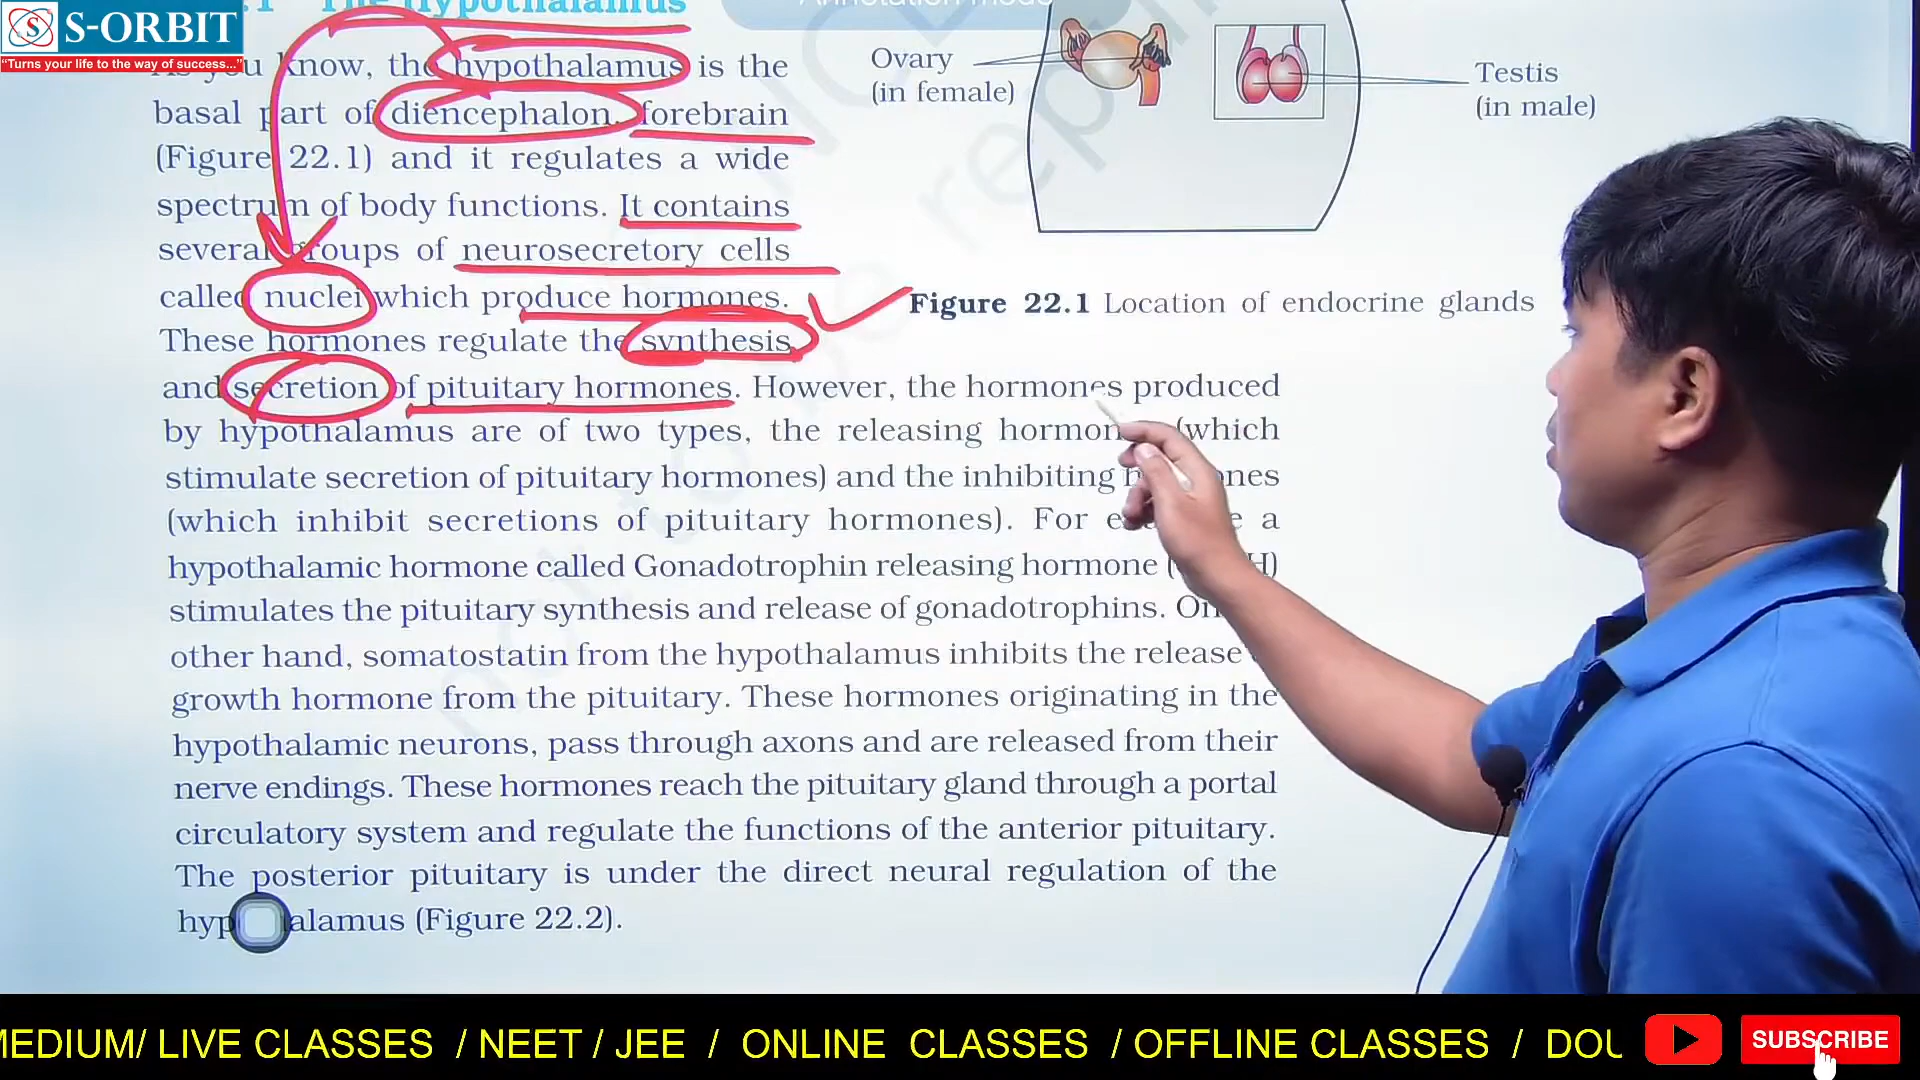 S-ORBIT
"Turns your life to the way of success..."
The Hypothalamus
Annotation mode
you know, the hypothalamus is the
basal part of diencephalon, forebrain
(Figure 22.1) and it regulates a wide
spectrum of body functions. It contains
several groups of neurosecretory cells
called nuclei which produce hormones.
These hormones regulate the synthesis
and secretion of pituitary hormones. However, the hormones produced
by hypothalamus are of two types, the releasing (which
stimulate secretion of pituitary hormones) and the inhibiting
(which inhibit secretions of pituitary hormones). For a
hypothalamic hormone called Gonadotrophin releasing hormone
stimulates the pituitary synthesis and release of gonadotrophins.
other hand, somatostatin from the hypothalamus inhibits the release
growth hormone from the pituitary. These hormones originating in the
hypothalamic neurons, pass through axons and are released from their
nerve endings. These hormones reach the pituitary gland through a portal
circulatory system and regulate the functions of the anterior pituitary.
The posterior pituitary is under the direct neural regulation of the
(Figure 22.2).
Ovary
(in female)
Testis
(in male)
Figure 22.1 Location of endocrine glands
MEDIUM/ LIVE CLASSES / NEET / JEE / ONLINE CLASSES / OFFLINE CLASSES /
SUBSCRIBE